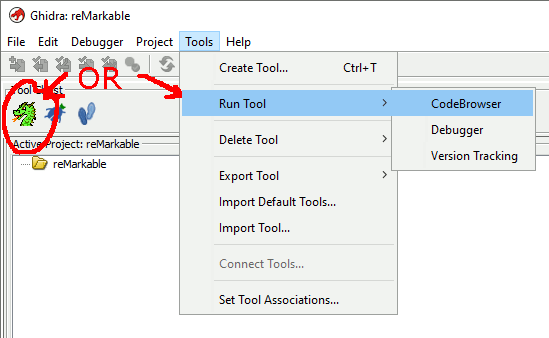 Ghidra: reMarkable
File Edit Debugger Project Tools Help
OR
Tool Chest
Active Project: reMarkable
reMarkable
Create Tool... Ctrl+T
Run Tool
Delete Tool
Export Tool
Import Default Tools...
Import Tool...
Connect Tools...
Set Tool Associations...
CodeBrowser
Debugger
Version Tracking